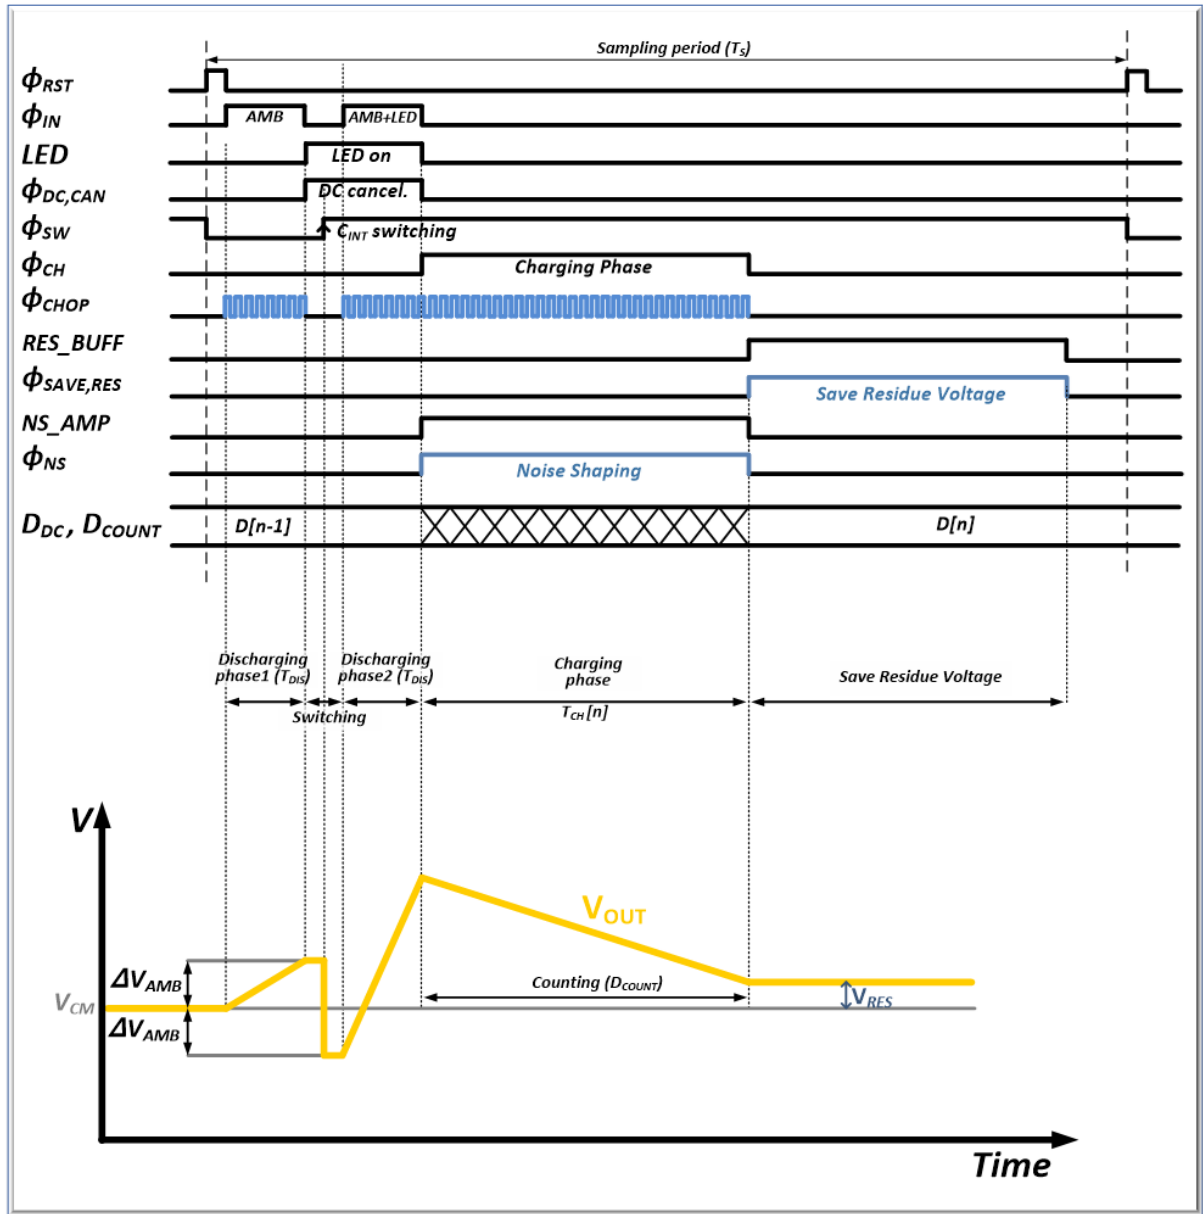 Sampling period (TS)
ϕRST
ϕIN
AMB
AMB+LED
LED
LED on
ϕDC,CAN
DC cancel.
ϕSW
CINT switching
ϕCH
Charging Phase
ϕCHOP
RES_BUFF
ϕSAVE,RES
Save Residue Voltage
NS_AMP
ϕNS
Noise Shaping
DDC, DCOUNT
D[n-1]
D[n]
Discharging
phase1 (TDIS)
Discharging
phase2 (TDIS)
Charging
phase
Save Residue Voltage
Switching
TCH[n]
V
VOUT
ΔVAMB
Counting (DCOUNT)
VCM
VRES
ΔVAMB
Time